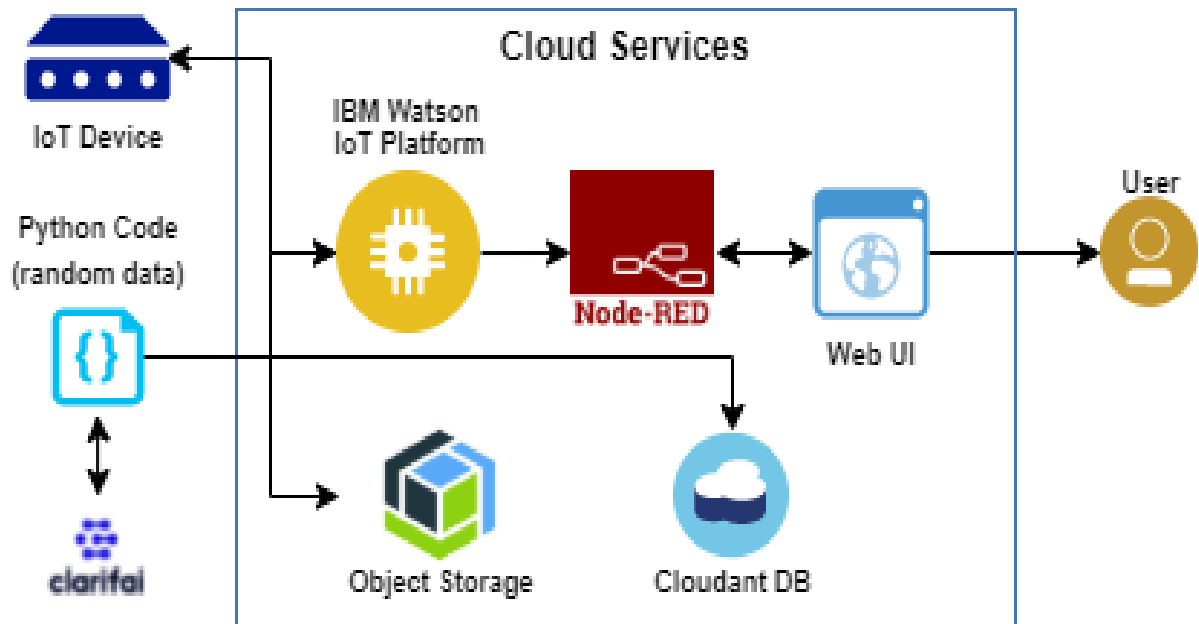 Cloud Services
IoT Device
IBM Watson
IoT Platform
Python Code
(random data)
Node-RED
Web UI
User
{}
clarifai
Object Storage
Cloudant DB